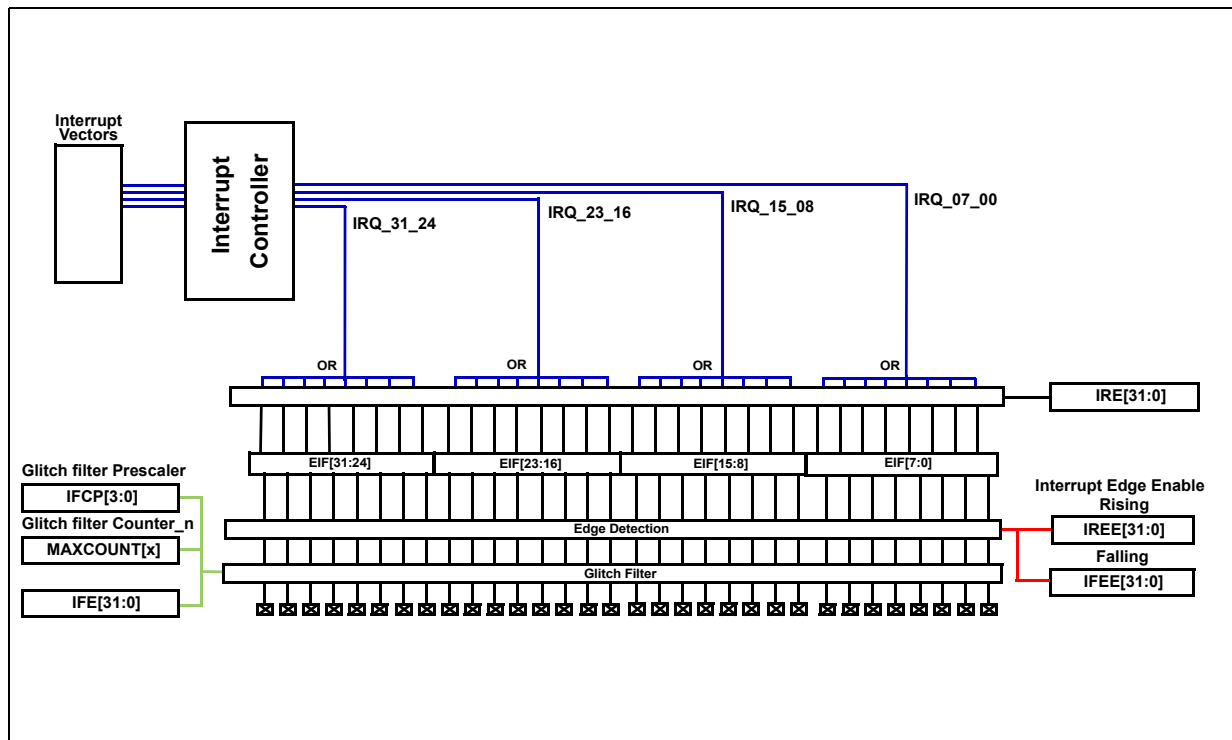 Interrupt
Vectors
Interrupt
Controller
IRQ_31_24
IRQ_23_16
IRQ_15_08
IRQ_07_00
OR
OR
OR
OR
IRE[31:0]
EIF[31:24]
EIF[23:16]
EIF[15:8]
EIF[7:0]
Glitch filter Prescaler
IFCP[3:0]
Glitch filter Counter_n
MAXCOUNT[x]
IFE[31:0]
Edge Detection
Glitch Filter
Interrupt Edge Enable
Rising
IREE[31:0]
Falling
IFEE[31:0]